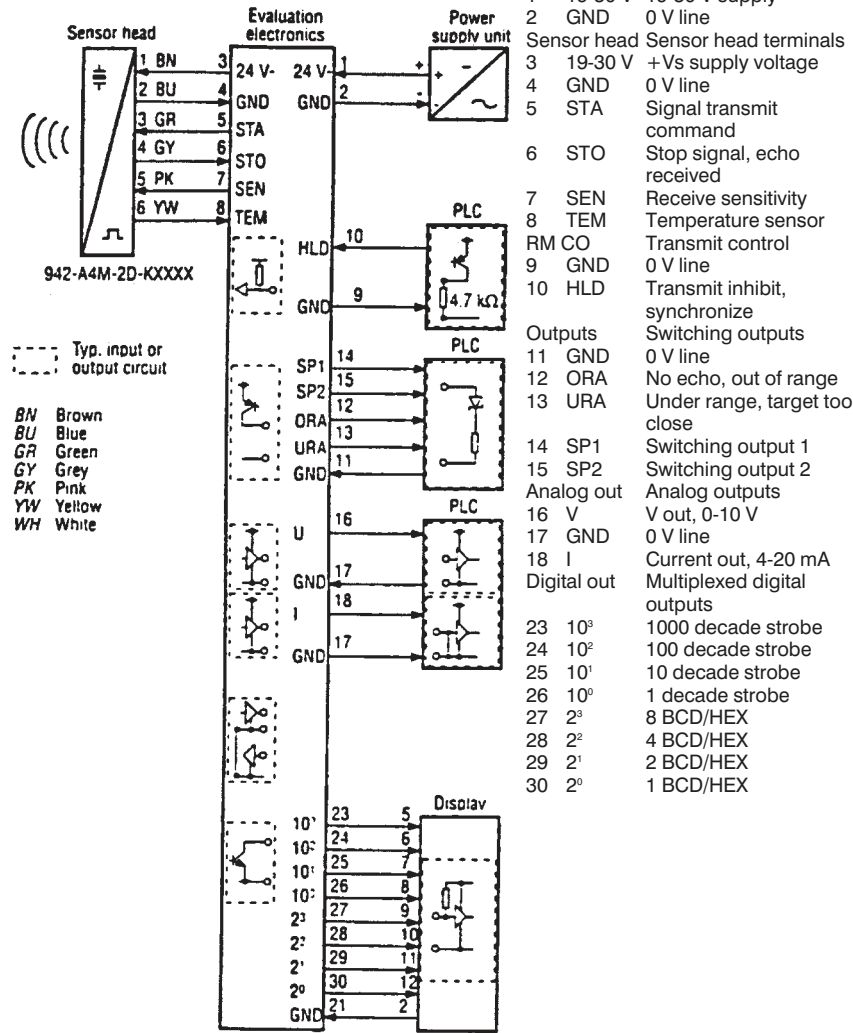 Sensor head
Evaluation
electronics
Power
supply unit
1 BN 3 24 V- 24 V- 1 + + -
2 BU 4 GND GND 2 - -
3 GR 5 STA
4 GY 6 STO
5 PK 7 SEN
6 YW 8 TEM
942-A4M-2D-KXXXX
PLC
HLD 10
GND 9
4.7 kΩ
Typ. input or
output circuit
BN Brown
BU Blue
GR Green
GY Grey
PK Pink
YW Yellow
WH White
PLC
SP1 14
SP2 15
ORA 12
URA 13
GND 11
PLC
U 16
GND 17
I 18
GND 17
Display
23 5
10² 24 6
10¹ 25 7
26 8
2³ 27 9
28 10
2¹ 29 11
2⁰ 30 12
GND 21 2
2 GND 0 V line
Sensor head Sensor head terminals
3 19-30 V +Vs supply voltage
4 GND 0 V line
5 STA Signal transmit
command
6 STO Stop signal, echo
received
7 SEN Receive sensitivity
8 TEM Temperature sensor
RM CO Transmit control
9 GND 0 V line
10 HLD Transmit inhibit,
synchronize
Outputs Switching outputs
11 GND 0 V line
12 ORA No echo, out of range
13 URA Under range, target too
close
14 SP1 Switching output 1
15 SP2 Switching output 2
Analog out Analog outputs
16 V V out, 0-10 V
17 GND 0 V line
18 I Current out, 4-20 mA
Digital out Multiplexed digital
outputs
23 10³ 1000 decade strobe
24 10² 100 decade strobe
25 10¹ 10 decade strobe
26 10⁰ 1 decade strobe
27 2³ 8 BCD/HEX
28 2² 4 BCD/HEX
29 2¹ 2 BCD/HEX
30 2⁰ 1 BCD/HEX